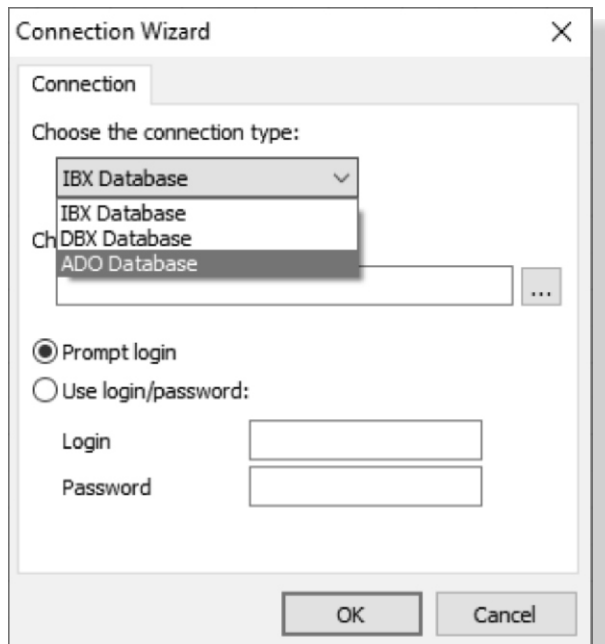 Connection Wizard
Connection
Choose the connection type:
IBX Database
IBX Database
Ch
DBX Database
ADO Database
...
Prompt login
Use login/password:
Login
Password
OK Cancel